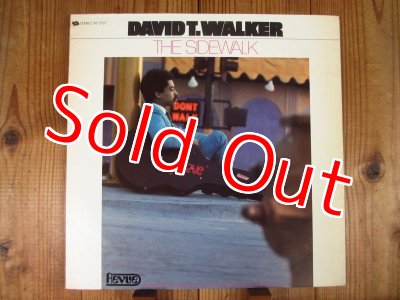 DAVID T. WALKER
THE SIDEWALK
DONT
WALK
Sold Out
REVUE